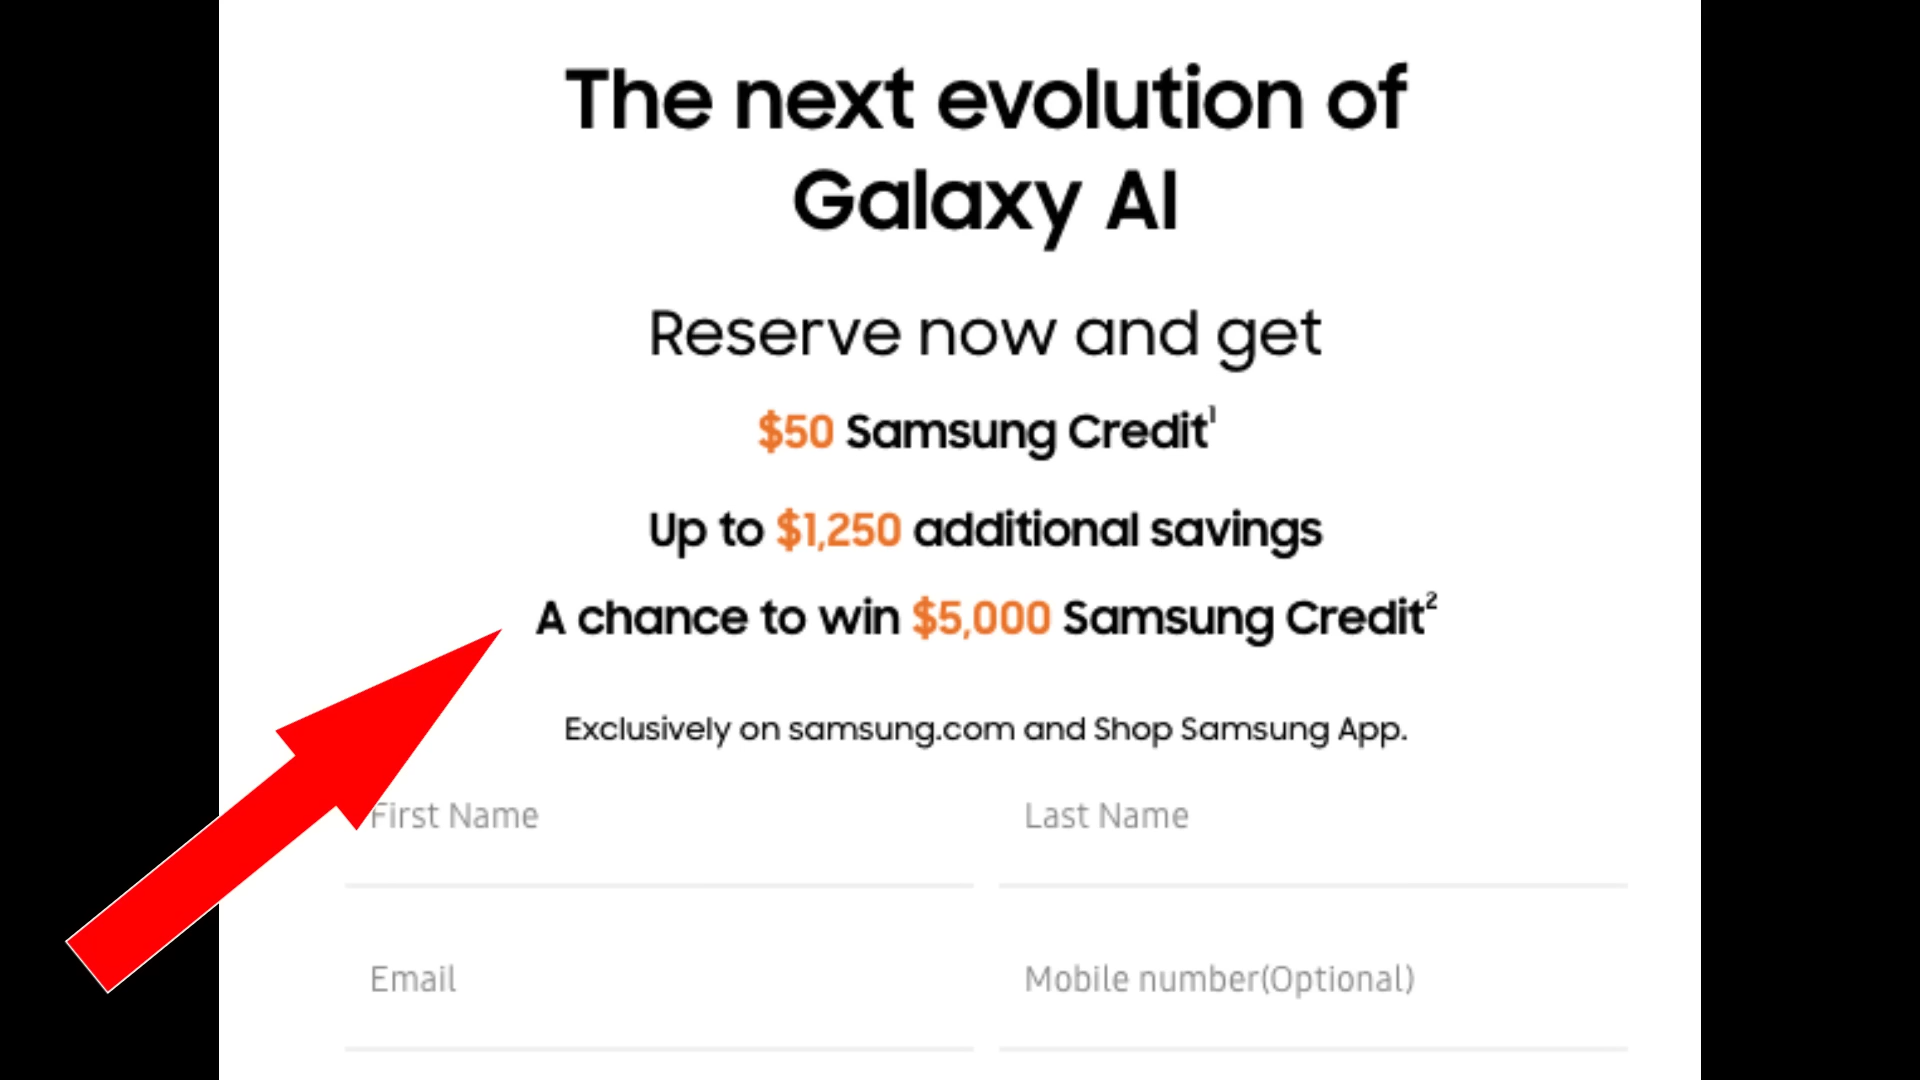 The next evolution of
Galaxy AI
Reserve now and get
$50 Samsung Credit¹
Up to $1,250 additional savings
A chance to win $5,000 Samsung Credit²
Exclusively on samsung.com and Shop Samsung App.
First Name
Last Name
Email
Mobile number(Optional)